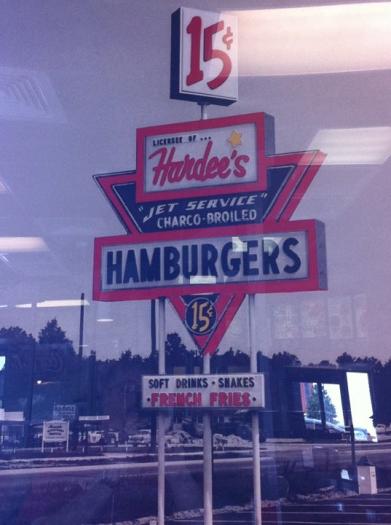 15¢
LICENSEE OF ...
Hardee's
"JET SERVICE"
CHARCO-BROILED
HAMBURGERS
15¢
SOFT DRINKS • SHAKES
• FRENCH FRIES •